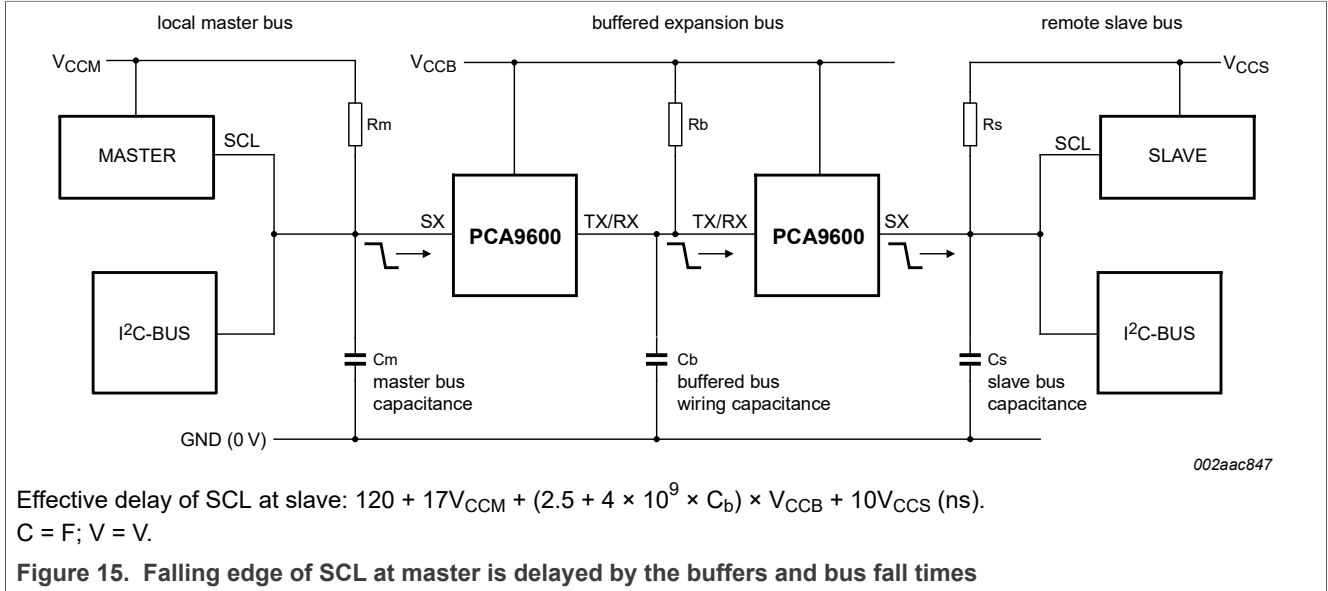 local master bus
buffered expansion bus
remote slave bus
VCCM
VCCB
VCCS
Rm
Rb
Rs
MASTER
SCL
SCL
SLAVE
SX
PCA9600
TX/RX
TX/RX
PCA9600
SX
I2C-BUS
I2C-BUS
Cm
master bus
capacitance
Cb
buffered bus
wiring capacitance
Cs
slave bus
capacitance
GND (0 V)
002aac847
Effective delay of SCL at slave: 120 + 17VCCM + (2.5 + 4 × 10^9 × Cb) × VCCB + 10VCCS (ns).
C = F; V = V.
Figure 15. Falling edge of SCL at master is delayed by the buffers and bus fall times